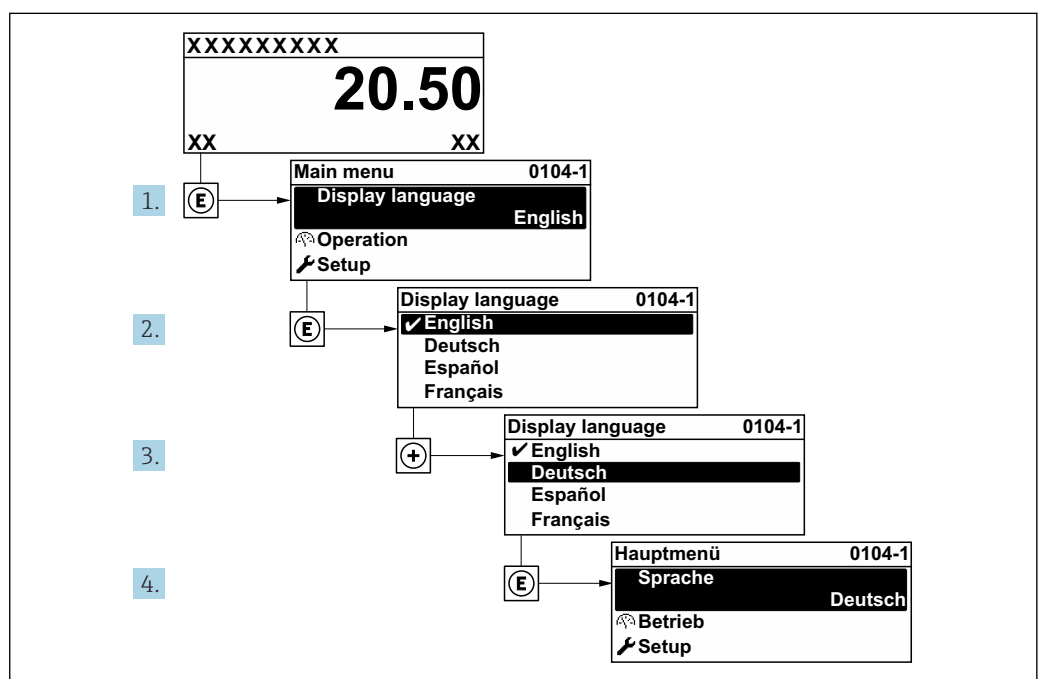 XXXXXXXXX
20.50
XX XX
1. E
Main menu 0104-1
Display language
English
Operation
Setup
2. E
Display language 0104-1
✔English
Deutsch
Español
Français
3. +
Display language 0104-1
✔English
Deutsch
Español
Français
4. E
Hauptmenü 0104-1
Sprache
Deutsch
Betrieb
Setup